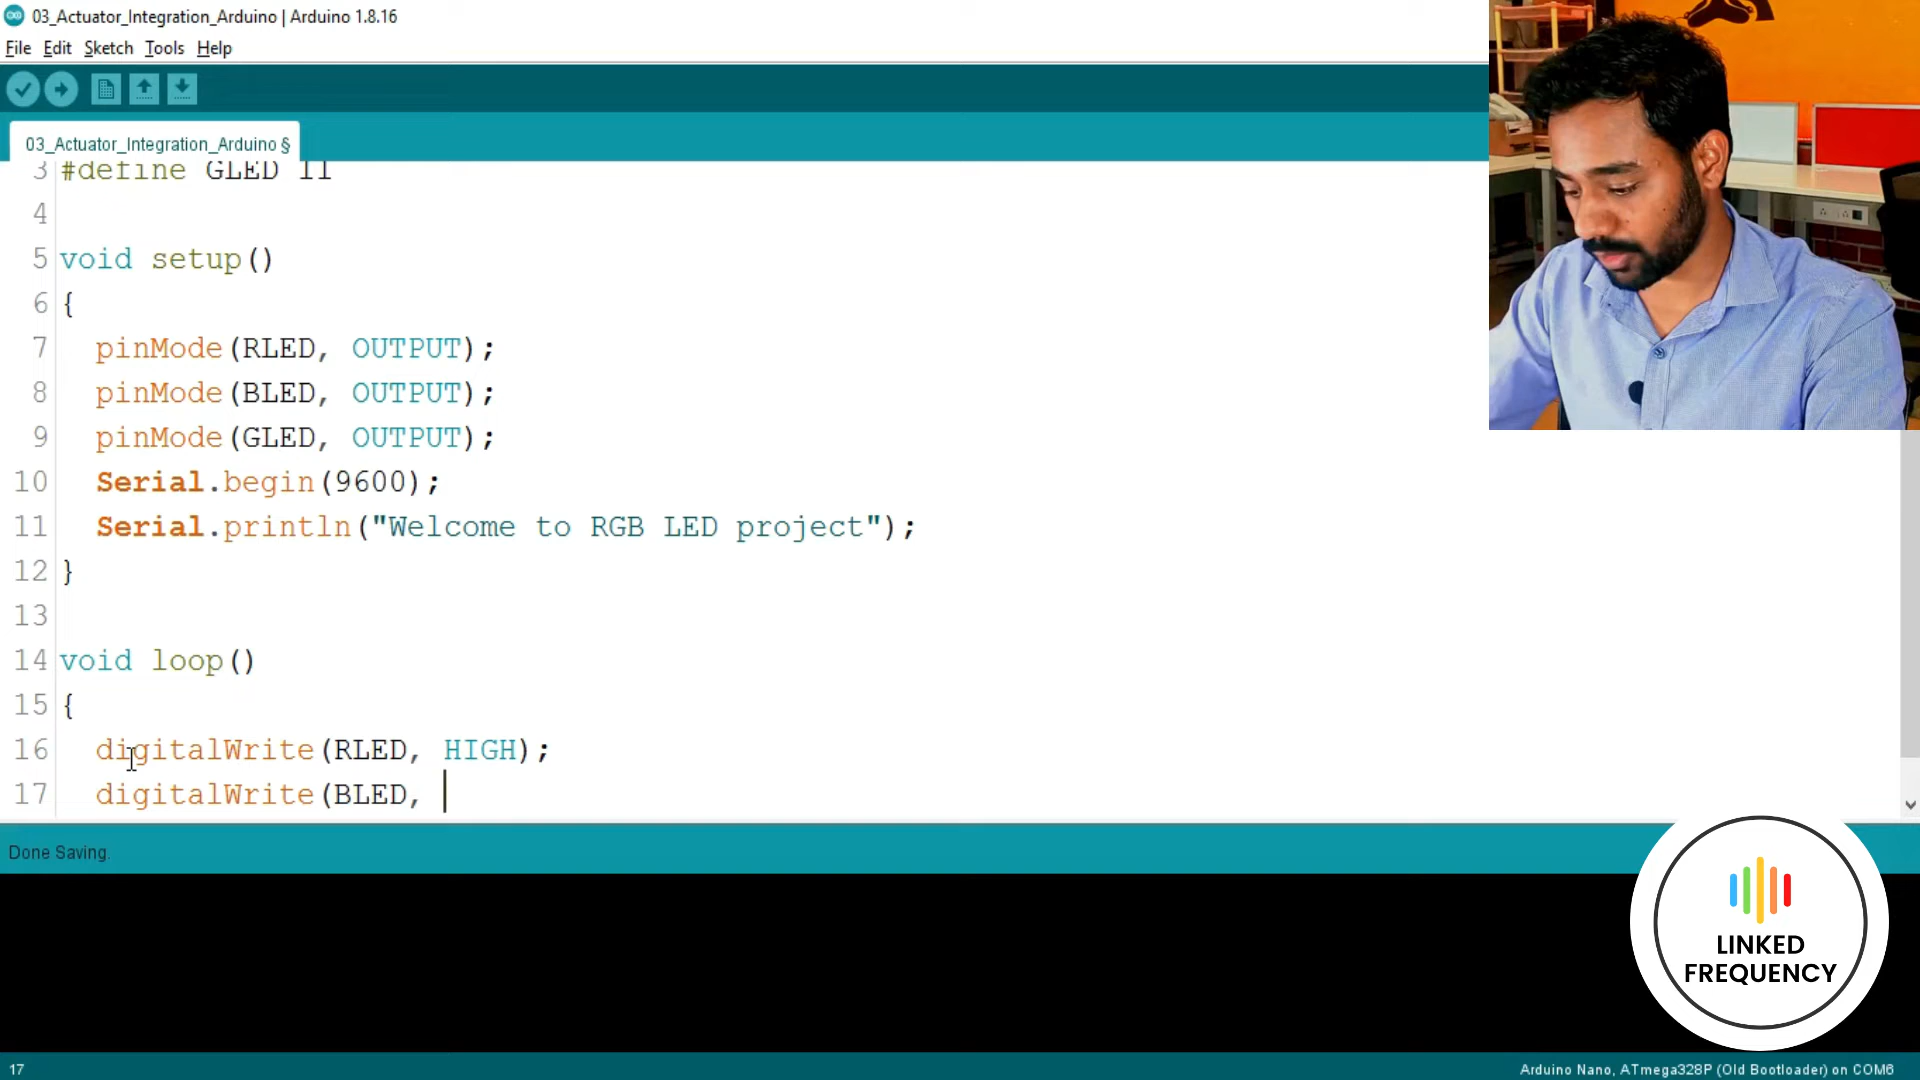 03_Actuator_Integration_Arduino | Arduino 1.8.16
File Edit Sketch Tools Help
03_Actuator_Integration_Arduino §
3 #define GLED 11
4
5 void setup()
6 {
7 pinMode(RLED, OUTPUT);
8 pinMode(BLED, OUTPUT);
9 pinMode(GLED, OUTPUT);
10 Serial.begin(9600);
11 Serial.println("Welcome to RGB LED project");
12 }
13
14 void loop()
15 {
16 digitalWrite(RLED, HIGH);
17 digitalWrite(BLED,
Done Saving.
LINKED
FREQUENCY
17
Arduino Nano, ATmega328P (Old Bootloader) on COM6